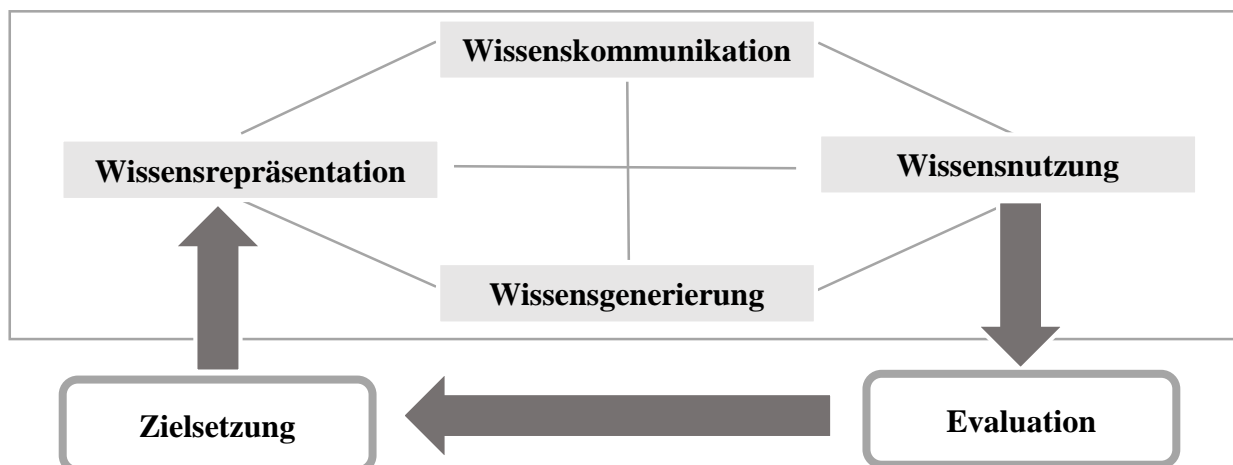 Wissenskommunikation
Wissensrepräsentation
Wissensnutzung
Wissensgenerierung
Zielsetzung
Evaluation